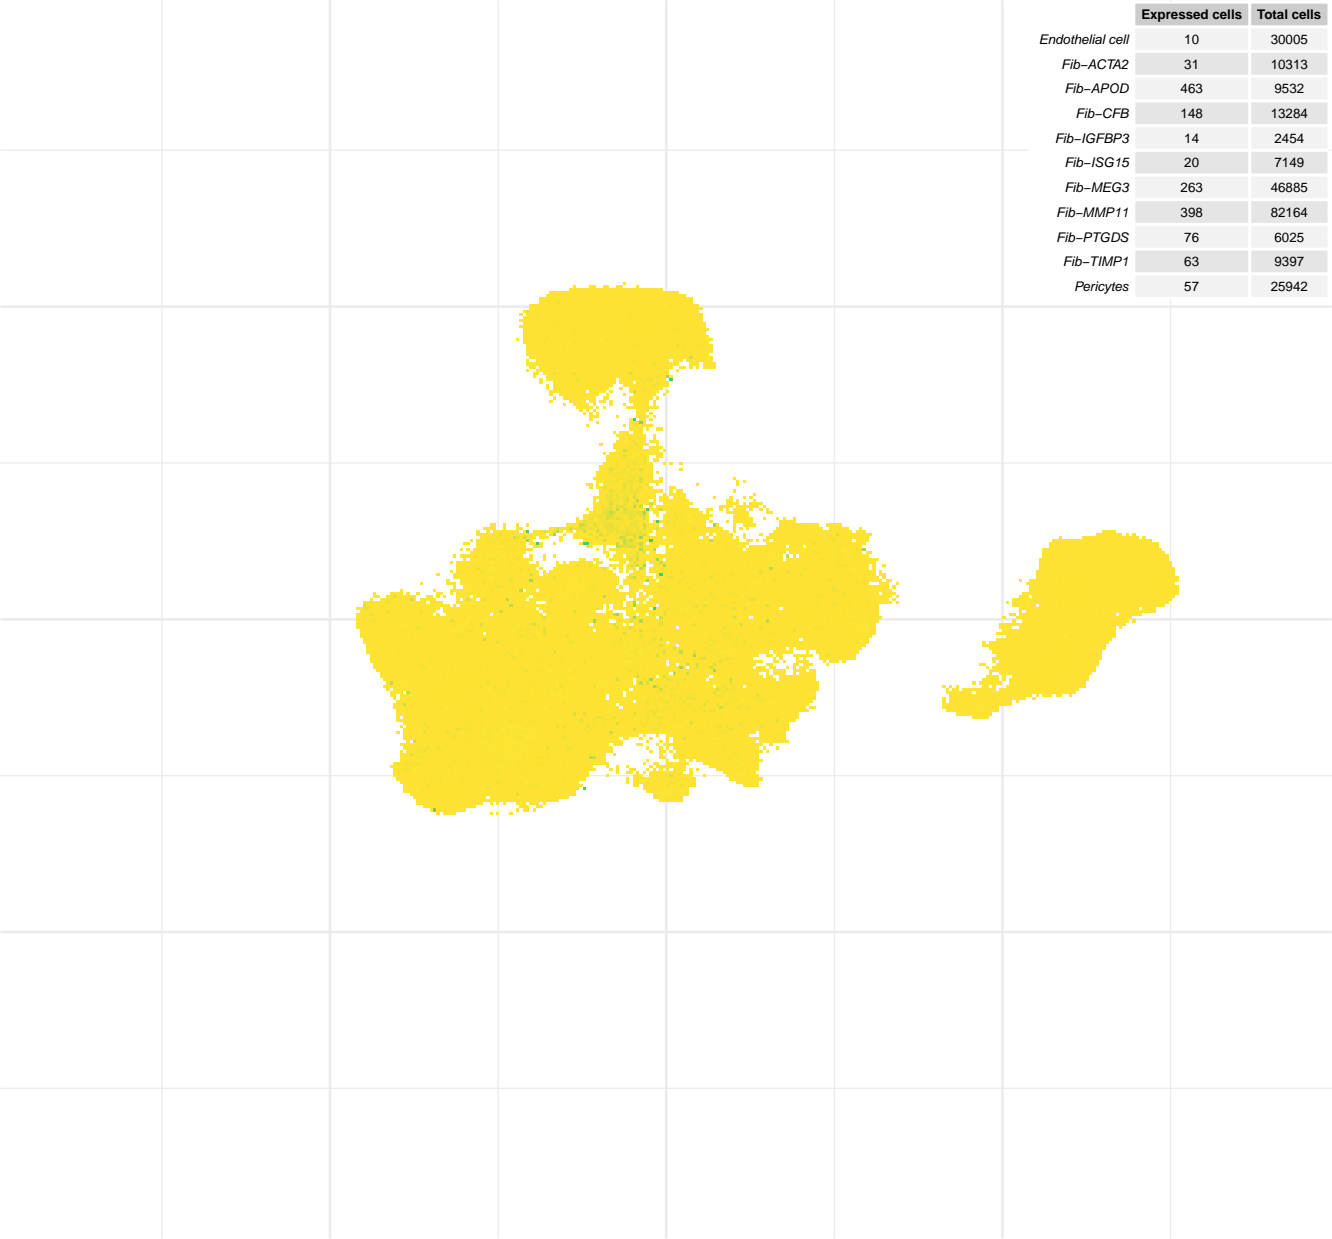 Expressed cells Total cells
Endothelial cell 10 30005
Fib−ACTA2 31 10313
Fib−APOD 463 9532
Fib−CFB 148 13284
Fib−IGFBP3 14 2454
Fib−ISG15 20 7149
Fib−MEG3 263 46885
Fib−MMP11 398 82164
Fib−PTGDS 76 6025
Fib−TIMP1 63 9397
Pericytes 57 25942